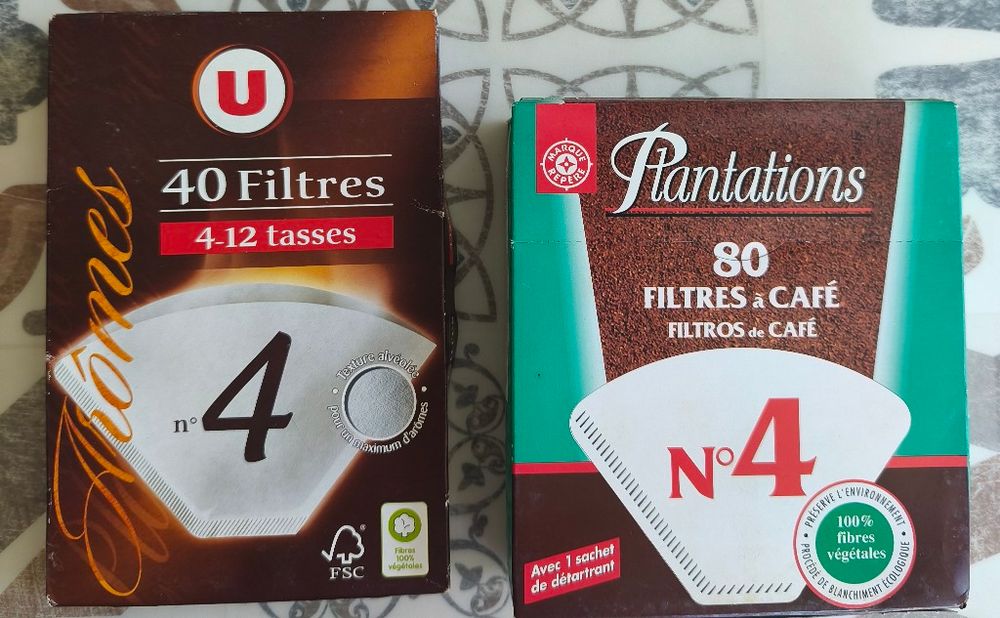 U
40 Filtres
4-12 tasses
Arômes
n° 4
Texture alvéolée
pour un maximum d'arômes
FSC
®
Fibres
100%
végétales
MARQUE
REPÈRE
Plantations
80
FILTRES à CAFÉ
FILTROS de CAFÉ
N°4
PRÉSERVE L'ENVIRONNEMENT
100%
fibres
végétales
PROCÉDÉ DE BLANCHIMENT ÉCOLOGIQUE
Avec 1 sachet
de détartrant